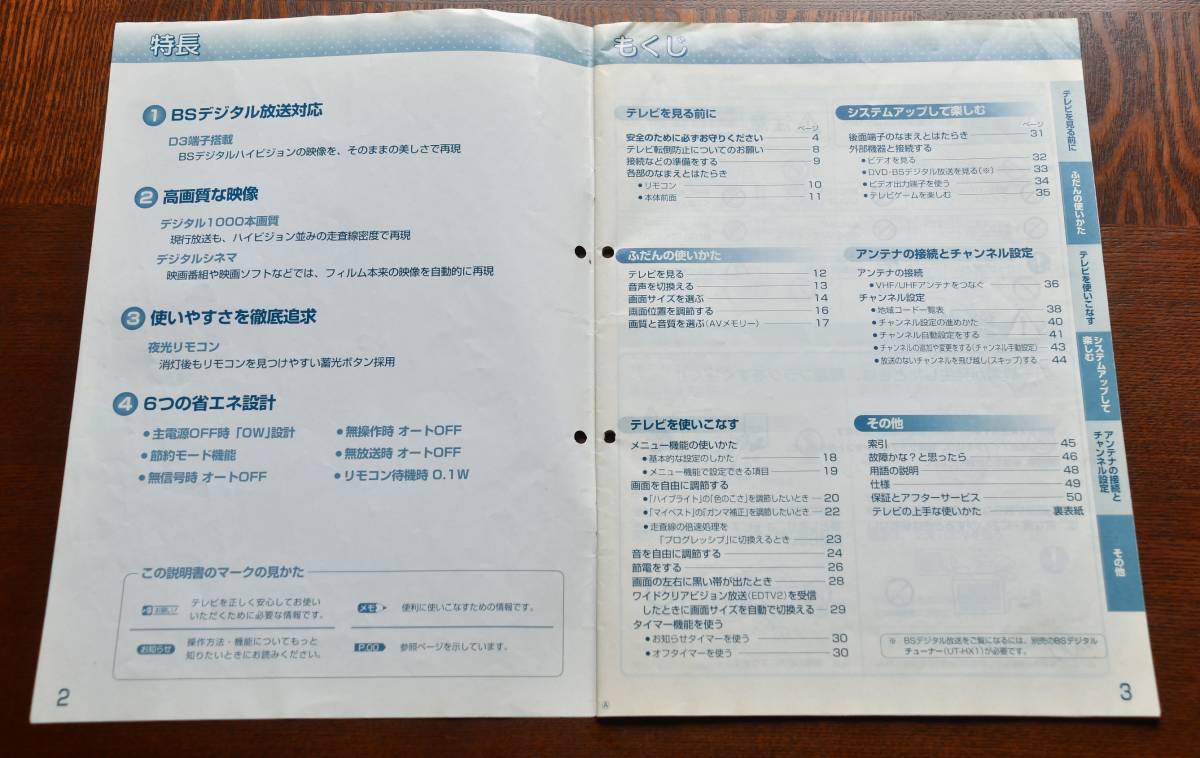 特長
1 BSデジタル放送対応
D3端子搭載
BSデジタルハイビジョンの映像を、そのままの美しさで再現
2 高画質な映像
デジタル1000本画質
現行放送も、ハイビジョン並みの走査線密度で再現
デジタルシネマ
映画番組や映画ソフトなどでは、フィルム本来の映像を自動的に再現
3 使いやすさを徹底追求
夜光リモコン
消灯後もリモコンを見つけやすい蓄光ボタン採用
4 6つの省エネ設計
●主電源OFF時「0W」設計
●節約モード機能
●無信号時 オートOFF
●無操作時 オートOFF
●無放送時 オートOFF
●リモコン待機時 0.1W
この説明書のマークの見かた
お願い!
テレビを正しく安心してお使い
いただくために必要な情報です。
メモ
便利に使いこなすための情報です。
お知らせ
操作方法・機能についてもっと
知りたいときにお読みください。
P.00
参照ページを示しています。
2
もくじ
テレビを見る前に
ページ
安全のために必ずお守りください 4
テレビ転倒防止についてのお願い 8
接続などの準備をする 9
各部のなまえとはたらき
●リモコン 10
●本体前面 11
ふだんの使いかた
テレビを見る 12
音声を切換える 13
画面サイズを選ぶ 14
画面位置を調節する 16
画質と音質を選ぶ(AVメモリー) 17
テレビを使いこなす
メニュー機能の使いかた
●基本的な設定のしかた 18
●メニュー機能で設定できる項目 19
画面を自由に調節する
●「ハイブライト」の「色のこさ」を調節したいとき 20
●「マイベスト」の「ガンマ補正」を調節したいとき 22
●走査線の倍速処理を
「プログレッシブ」に切換えるとき 23
音を自由に調節する 24
節電をする 26
画面の左右に黒い帯が出たとき 28
ワイドクリアビジョン放送(EDTV2)を受信
したときに画面サイズを自動で切換える 29
タイマー機能を使う
●お知らせタイマーを使う 30
●オフタイマーを使う 30
システムアップして楽しむ
ページ
後面端子のなまえとはたらき 31
外部機器と接続する
●ビデオを見る 32
●DVD・BSデジタル放送を見る(※) 33
●ビデオ出力端子を使う 34
●テレビゲームを楽しむ 35
アンテナの接続とチャンネル設定
アンテナの接続
●VHF/UHFアンテナをつなぐ 36
チャンネル設定
●地域コード一覧表 38
●チャンネル設定の進めかた 40
●チャンネル自動設定をする 41
●チャンネルの追加や変更をする(チャンネル手動設定) 43
●放送のないチャンネルを飛び越し(スキップ)する 44
その他
索引 45
故障かな?と思ったら 46
用語の説明 48
仕様 49
保証とアフターサービス 50
テレビの上手な使いかた 裏表紙
※ BSデジタル放送をご覧になるには、別売のBSデジタル
チューナー(UT-HX1)が必要です。
テレビを見る前に
ふだんの使いかた
テレビを使いこなす
システムアップして
楽しむ
アンテナの接続と
チャンネル設定
その他
A
3